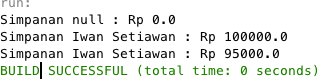 run:
Simpanan null : Rp 0.0
Simpanan Iwan Setiawan : Rp 100000.0
Simpanan Iwan Setiawan : Rp 95000.0
BUILD SUCCESSFUL (total time: 0 seconds)